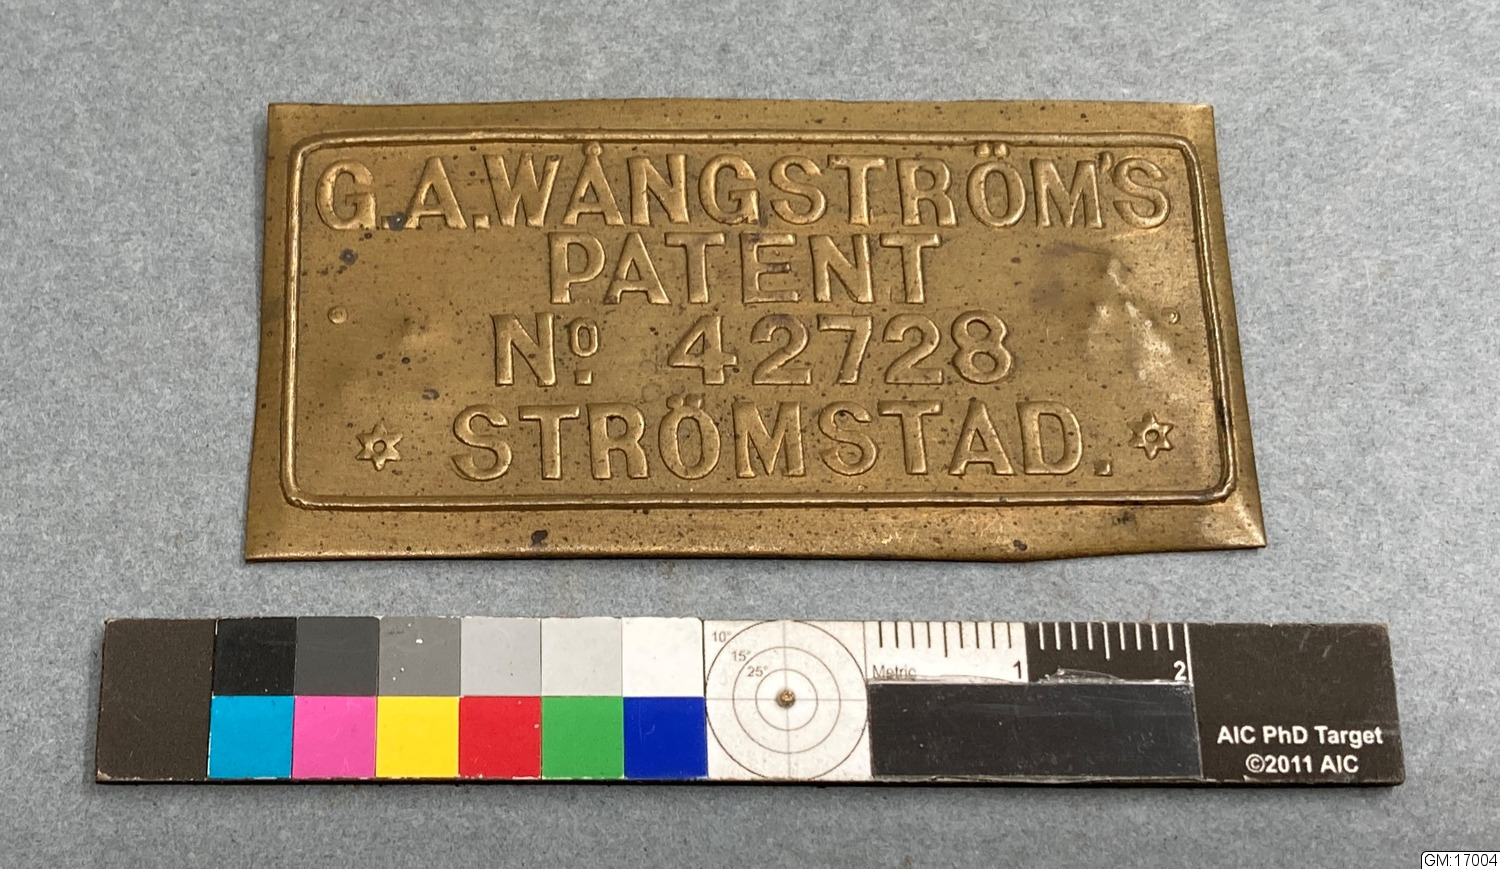 G.A.WÅNGSTRÖM'S
PATENT
No 42728
STRÖMSTAD.
10°
15°
25°
Metric
1
2
AIC PhD Target
©2011 AIC
GM:17004